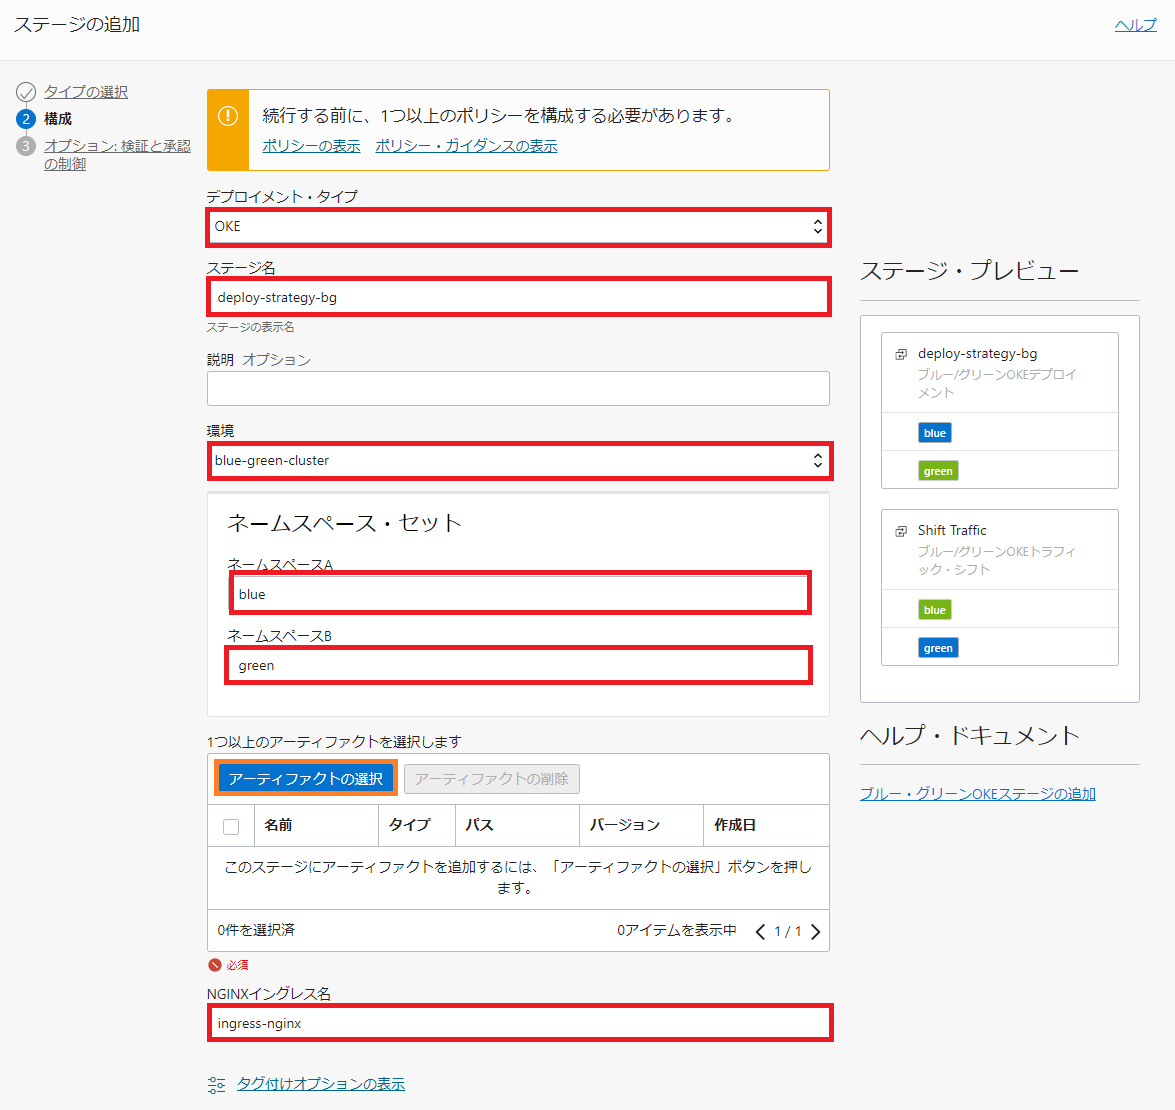 ステージの追加
ヘルプ
タイプの選択
2 構成
3 オプション: 検証と承認
の制御
続行する前に、1つ以上のポリシーを構成する必要があります。
ポリシーの表示 ポリシー・ガイダンスの表示
デプロイメント・タイプ
OKE
ステージ名
deploy-strategy-bg
ステージの表示名
説明 オプション
環境
blue-green-cluster
ネームスペース・セット
ネームスペースA
blue
ネームスペースB
green
1つ以上のアーティファクトを選択します
アーティファクトの選択 アーティファクトの削除
名前 タイプ パス バージョン 作成日
このステージにアーティファクトを追加するには、「アーティファクトの選択」ボタンを押し
ます。
0件を選択済 0アイテムを表示中 1 / 1
必須
NGINXイングレス名
ingress-nginx
タグ付けオプションの表示
ステージ・プレビュー
deploy-strategy-bg
ブルー/グリーンOKEデプロイ
メント
blue
green
Shift Traffic
ブルー/グリーンOKEトラフィ
ック・シフト
blue
green
ヘルプ・ドキュメント
ブルー・グリーンOKEステージの追加